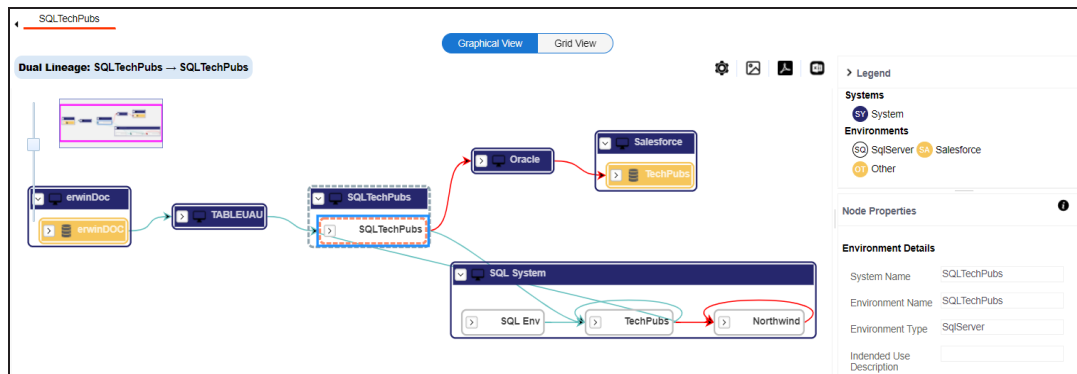 SQLTechPubs
Graphical View Grid View
Dual Lineage: SQLTechPubs → SQLTechPubs
erwinDoc
erwinDOC
TABLEUAU
SQLTechPubs
SQLTechPubs
Oracle
Salesforce
TechPubs
SQL System
SQL Env
TechPubs
Northwind
Legend
Systems
SY System
Environments
SQ SqlServer SA Salesforce
OT Other
Node Properties
Environment Details
System Name SQLTechPubs
Environment Name SQLTechPubs
Environment Type SqlServer
Indended Use
Description